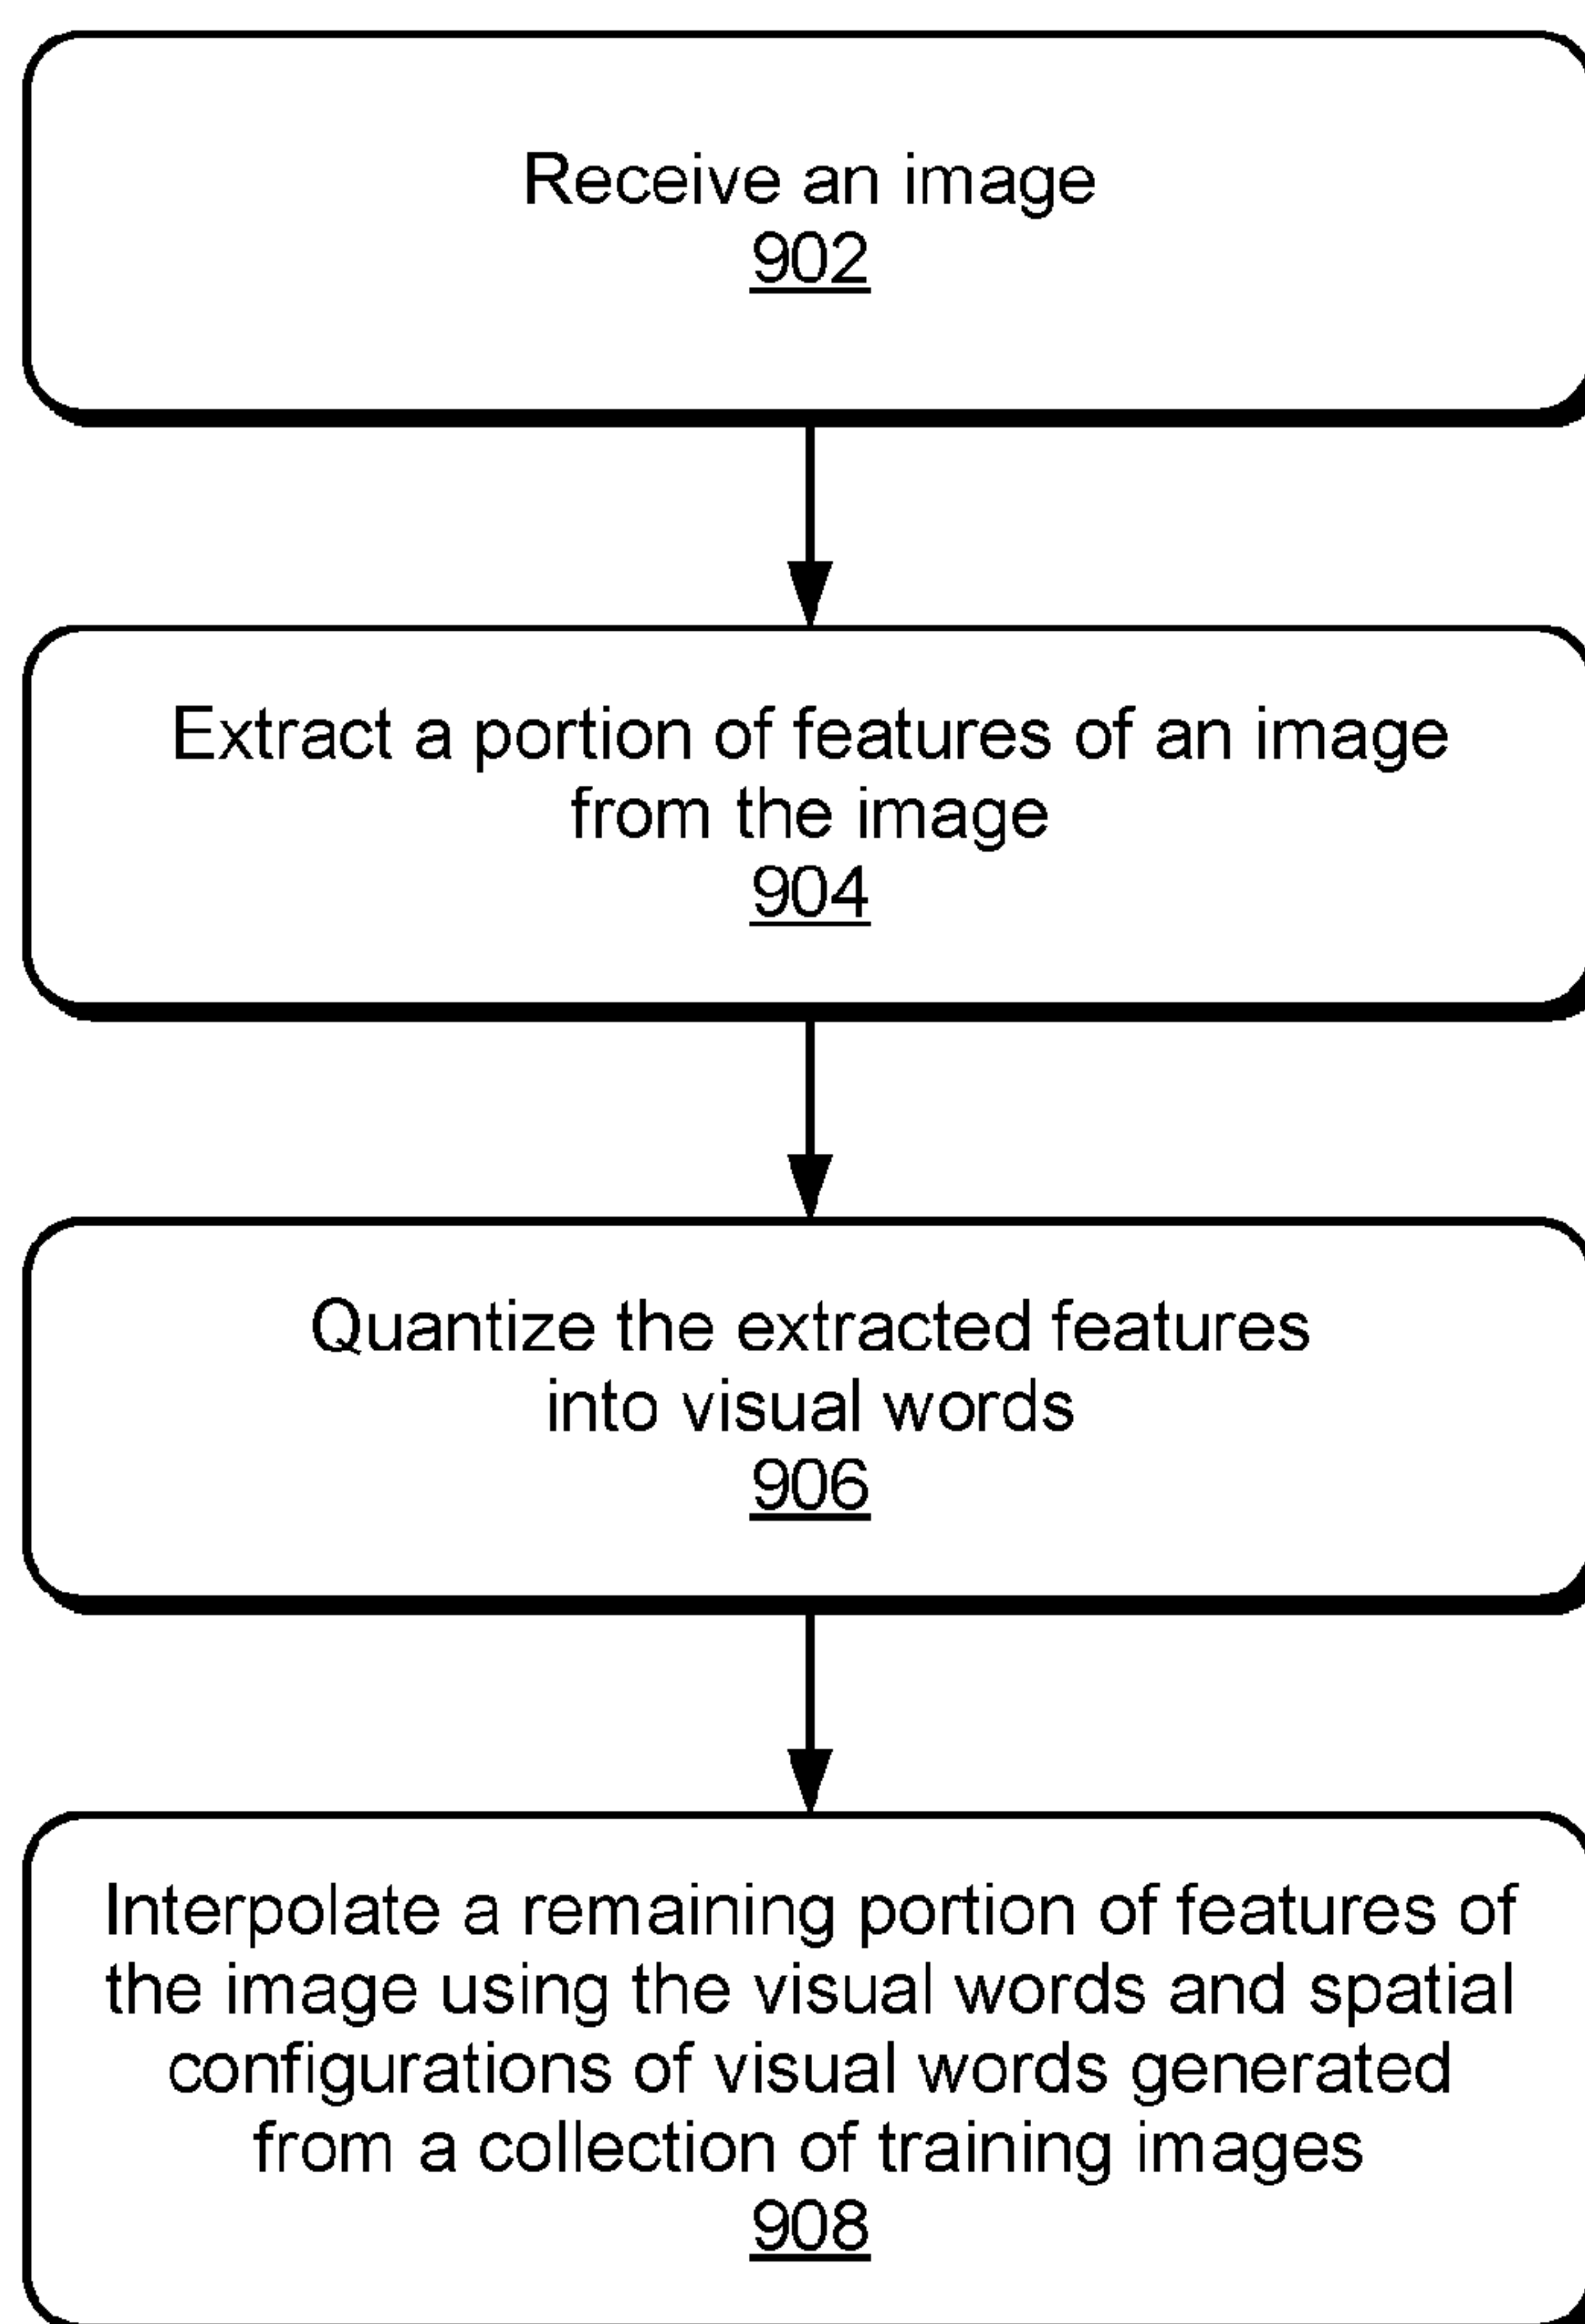 Receive an image
902
Extract a portion of features of an image
from the image
904
Quantize the extracted features
into visual words
906
Interpolate a remaining portion of features of
the image using the visual words and spatial
configurations of visual words generated
from a collection of training images
908